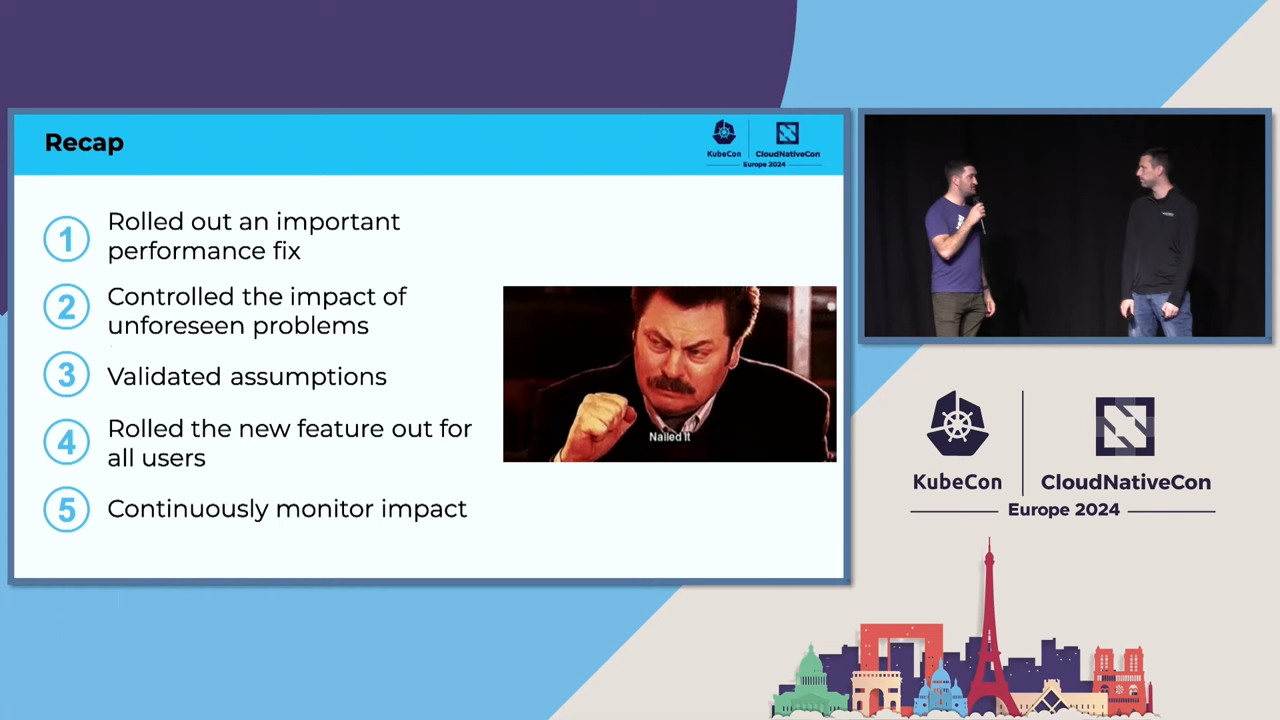 Recap
KubeCon
CloudNativeCon
Europe 2024
1
Rolled out an important
performance fix
2
Controlled the impact of
unforeseen problems
3
Validated assumptions
4
Rolled the new feature out for
all users
5
Continuously monitor impact
Nailed It
KubeCon
CloudNativeCon
Europe 2024